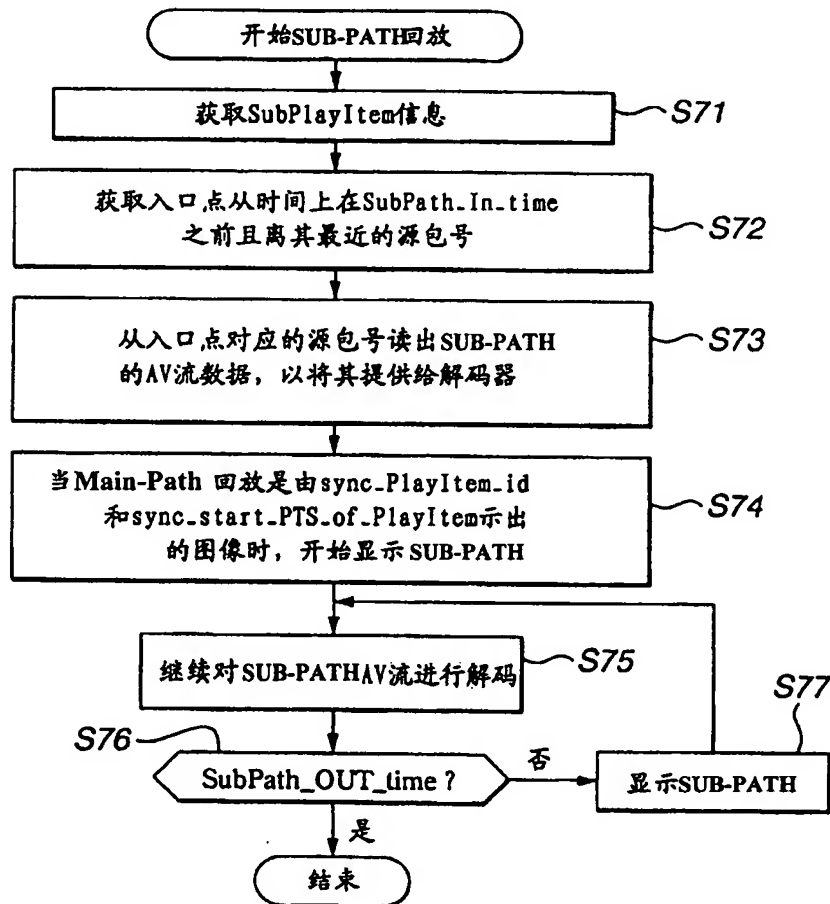 开始SUB-PATH回放
获取SubPlayItem信息
S71
获取入口点从时间上在SubPath_In_time
之前且离其最近的源包号
S72
从入口点对应的源包号读出SUB-PATH
的AV流数据，以将其提供给解码器
S73
当Main-Path 回放是由sync_PlayItem_id
和sync_start_PTS_of_PlayItem示出
的图像时，开始显示SUB-PATH
S74
继续对SUB-PATHAV流进行解码
S75
S76
SubPath_OUT_time？
否
S77
显示SUB-PATH
是
结束